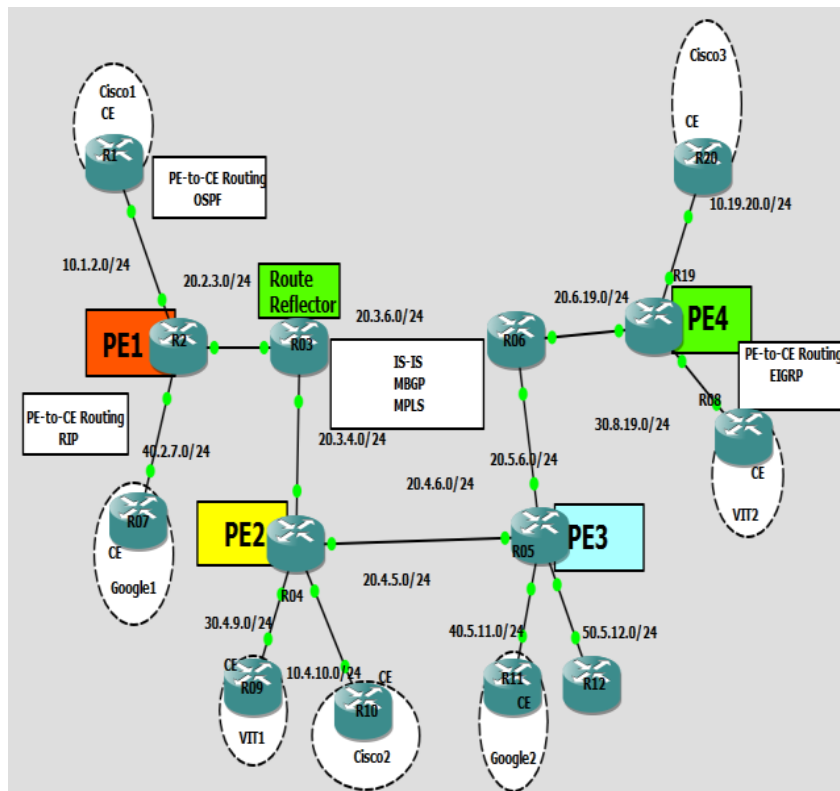 Cisco1
CE
R1
PE-to-CE Routing
OSPF
10.1.2.0/24
20.2.3.0/24
Route
Reflector
20.3.6.0/24
PE1
R2
R03
IS-IS
MBGP
MPLS
PE-to-CE Routing
RIP
40.2.7.0/24
20.3.4.0/24
R07
CE
Google1
PE2
R04
20.4.6.0/24
20.4.5.0/24
30.4.9.0/24
10.4.10.0/24
CE
R09
VIT1
CE
R10
Cisco2
Cisco3
CE
R20
10.19.20.0/24
R19
20.6.19.0/24
R06
PE4
PE-to-CE Routing
EIGRP
R08
30.8.19.0/24
CE
VIT2
20.5.6.0/24
R05
PE3
40.5.11.0/24
50.5.12.0/24
R11
CE
R12
Google2